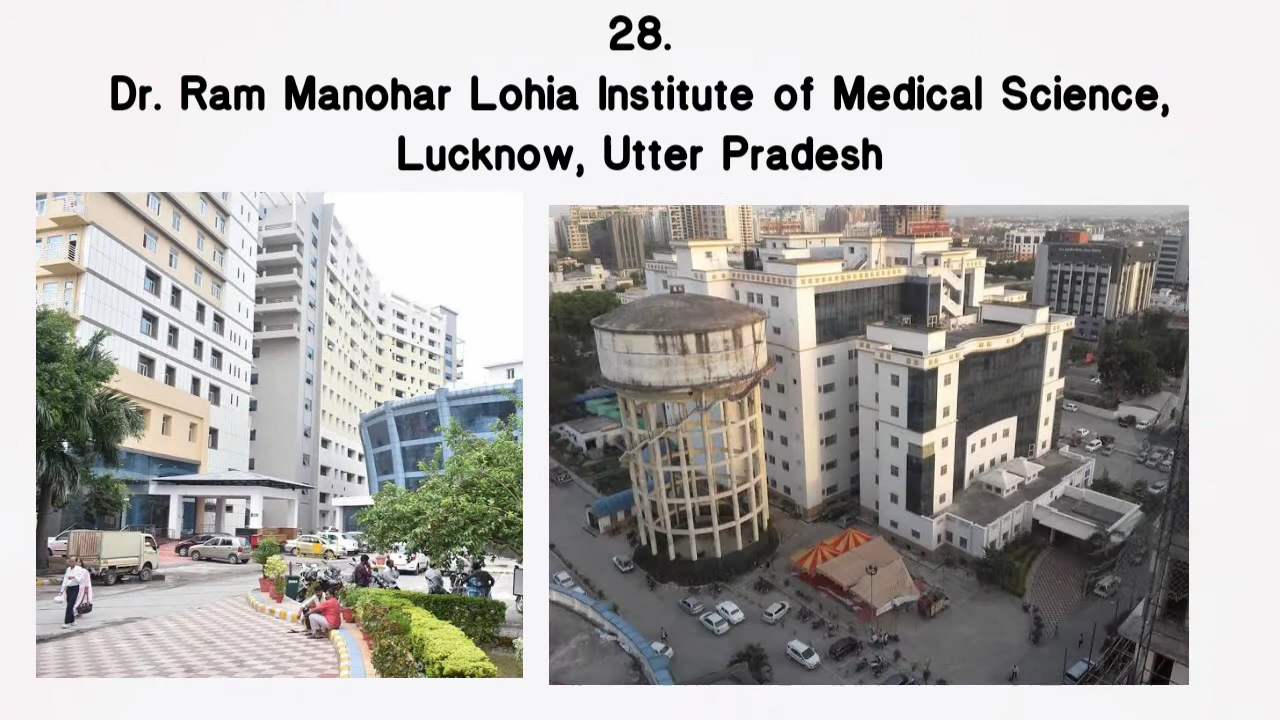 28.
Dr. Ram Manohar Lohia Institute of Medical Science,
Lucknow, Utter Pradesh